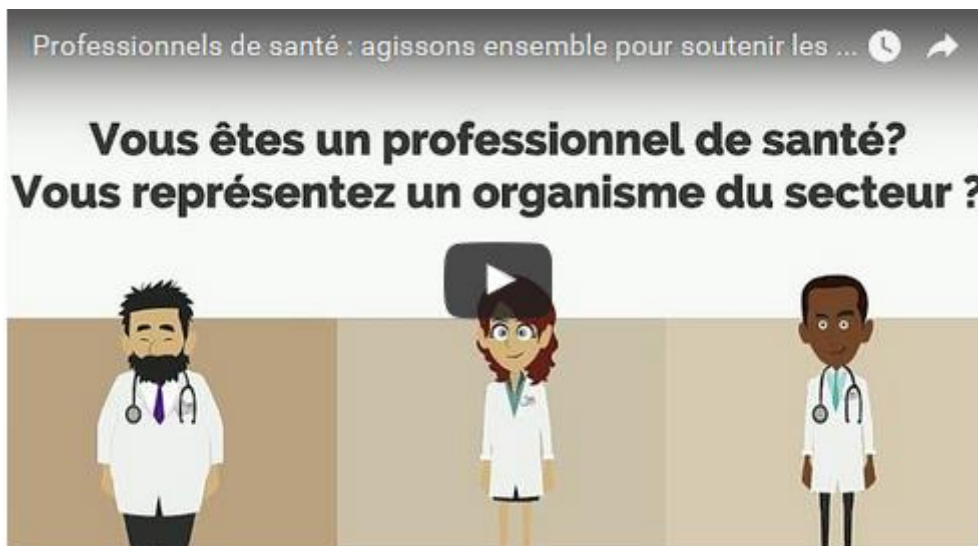 Professionnels de santé : agissons ensemble pour soutenir les ...
Vous êtes un professionnel de santé?
Vous représentez un organisme du secteur ?